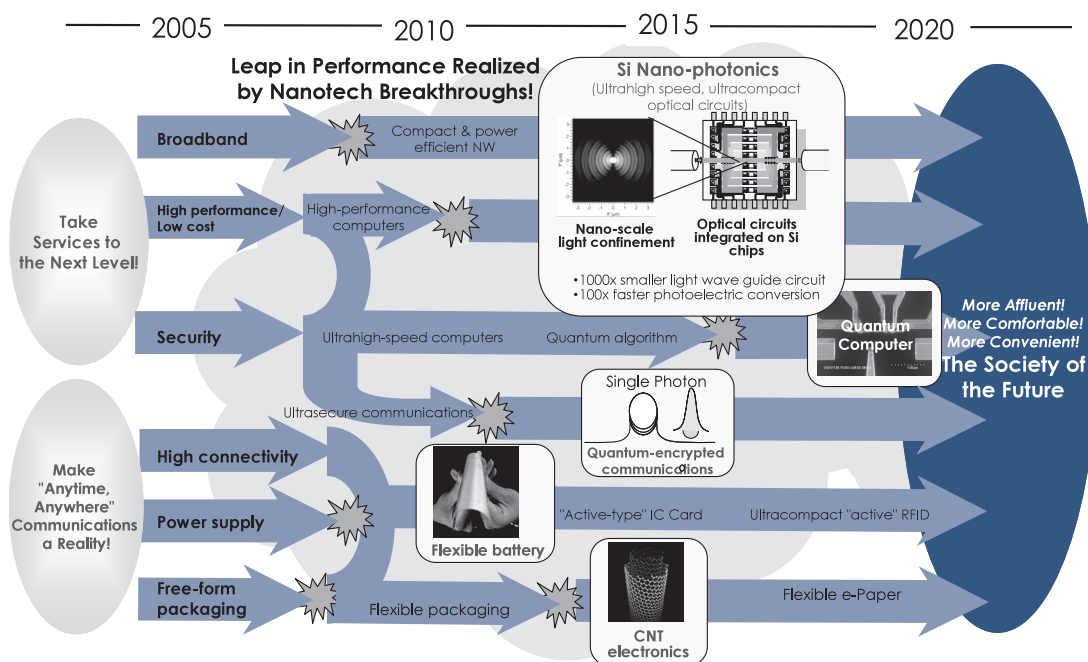 2005
2010
2015
2020
Leap in Performance Realized
by Nanotech Breakthroughs!
Si Nano-photonics
(Ultrahigh speed, ultracompact
optical circuits)
Nano-scale
light confinement
Optical circuits
integrated on Si
chips
•1000x smaller light wave guide circuit
•100x faster photoelectric conversion
Take
Services to
the Next Level!
Broadband
Compact & power
efficient NW
High performance/
Low cost
High-performance
computers
Security
Ultrahigh-speed computers
Quantum algorithm
Quantum
Computer
More Affluent!
More Comfortable!
More Convenient!
The Society of
the Future
Ultrasecure communications
Single Photon
Quantum-encrypted
communications
Make
"Anytime,
Anywhere"
Communications
a Reality!
High connectivity
Power supply
Flexible battery
"Active-type" IC Card
Ultracompact "active" RFID
Free-form
packaging
Flexible packaging
CNT
electronics
Flexible e-Paper